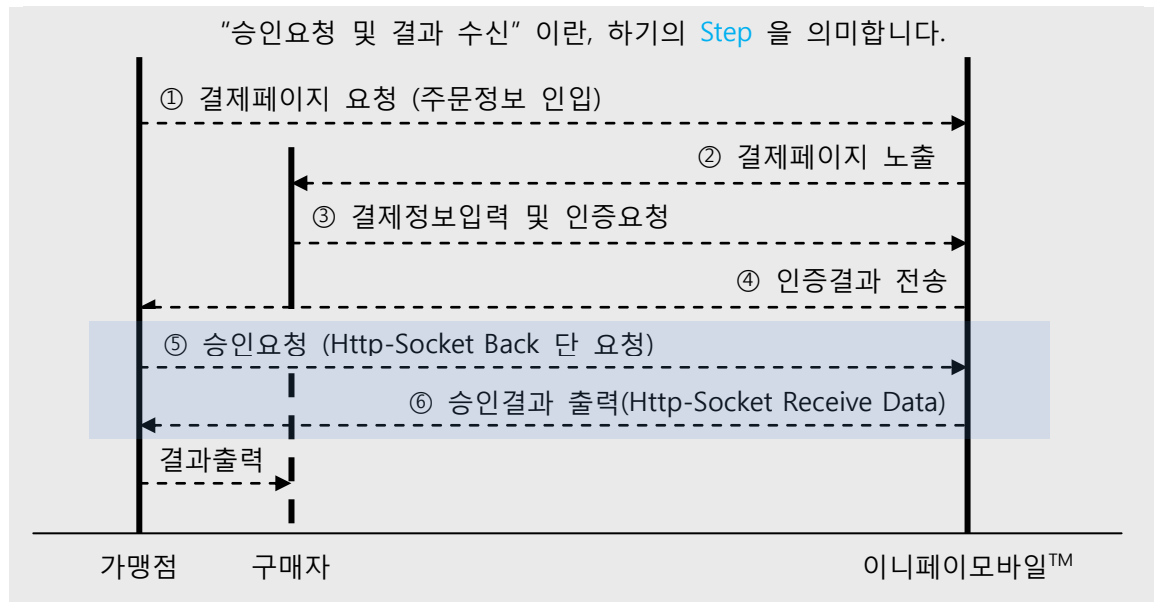 "승인요청 및 결과 수신" 이란, 하기의 Step 을 의미합니다.
① 결제페이지 요청 (주문정보 인입)
② 결제페이지 노출
③ 결제정보입력 및 인증요청
④ 인증결과 전송
⑤ 승인요청 (Http-Socket Back 단 요청)
⑥ 승인결과 출력(Http-Socket Receive Data)
결과출력
가맹점 구매자 이니페이모바일TM